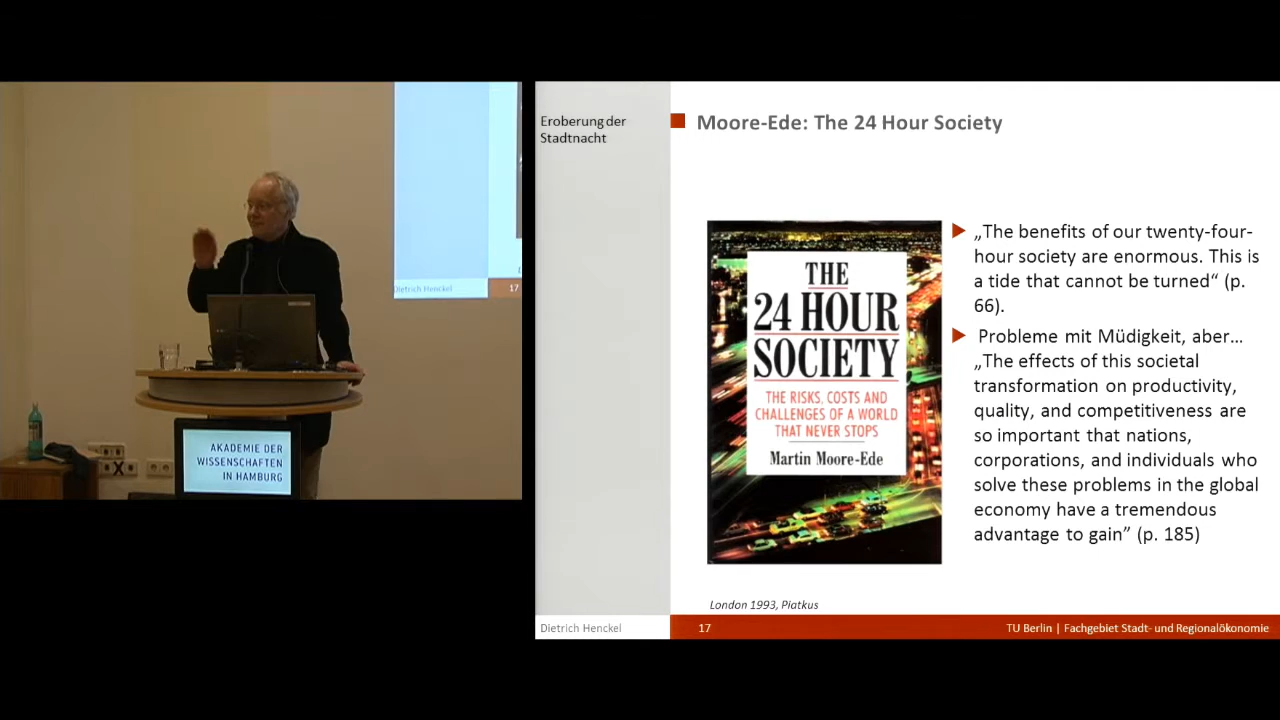 Dietrich Henckel
17
AKADEMIE DER
WISSENSCHAFTEN
IN HAMBURG
Eroberung der
Stadtnacht
Moore-Ede: The 24 Hour Society
THE
24 HOUR
SOCIETY
THE RISKS, COSTS AND
CHALLENGES OF A WORLD
THAT NEVER STOPS
Martin Moore-Ede
„The benefits of our twenty-four-
hour society are enormous. This is
a tide that cannot be turned“ (p.
66).
Probleme mit Müdigkeit, aber…
„The effects of this societal
transformation on productivity,
quality, and competitiveness are
so important that nations,
corporations, and individuals who
solve these problems in the global
economy have a tremendous
advantage to gain” (p. 185)
London 1993, Piatkus
Dietrich Henckel
17
TU Berlin | Fachgebiet Stadt- und Regionalökonomie